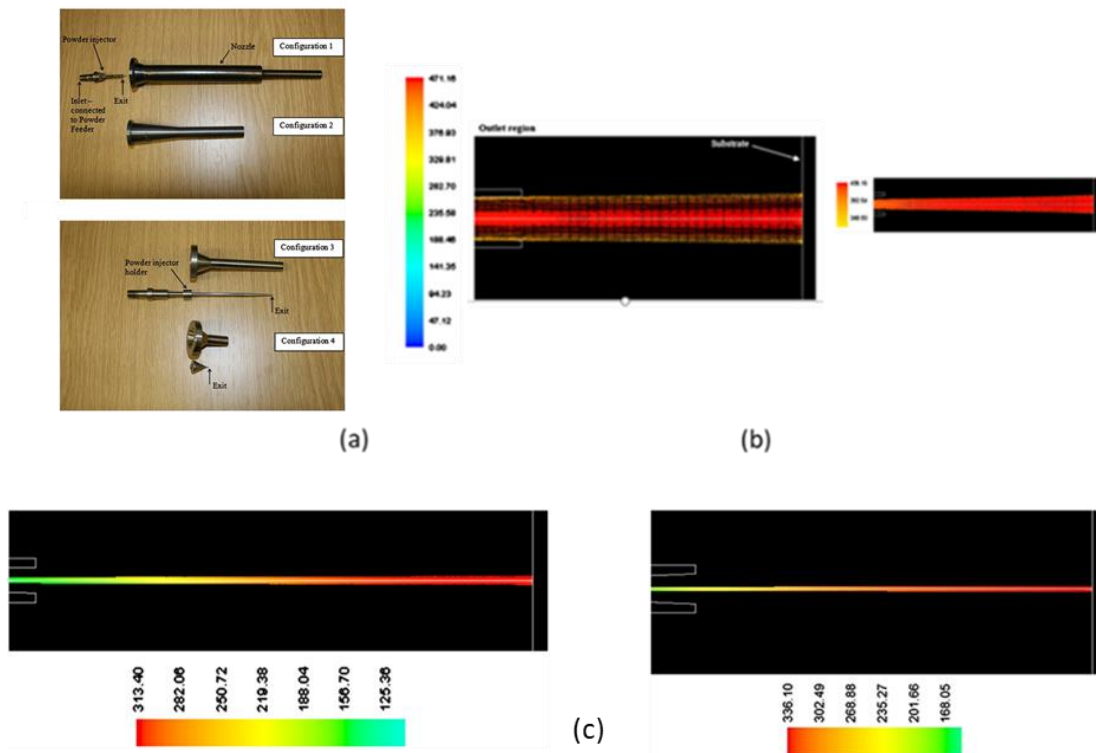 Powder injector
Nozzle
Configuration 1
Inlet –
connected
to Powder
Feeder
Exit
Configuration 2
Configuration 3
Powder injector
holder
Exit
Configuration 4
Exit
(a)
471.16
424.04
376.93
329.81
282.70
235.58
188.46
141.35
94.23
47.12
0.00
Outlet region
Substrate
(b)
313.40
282.06
250.72
219.38
188.04
156.70
125.36
(c)
336.10
302.49
268.88
235.27
201.66
168.05